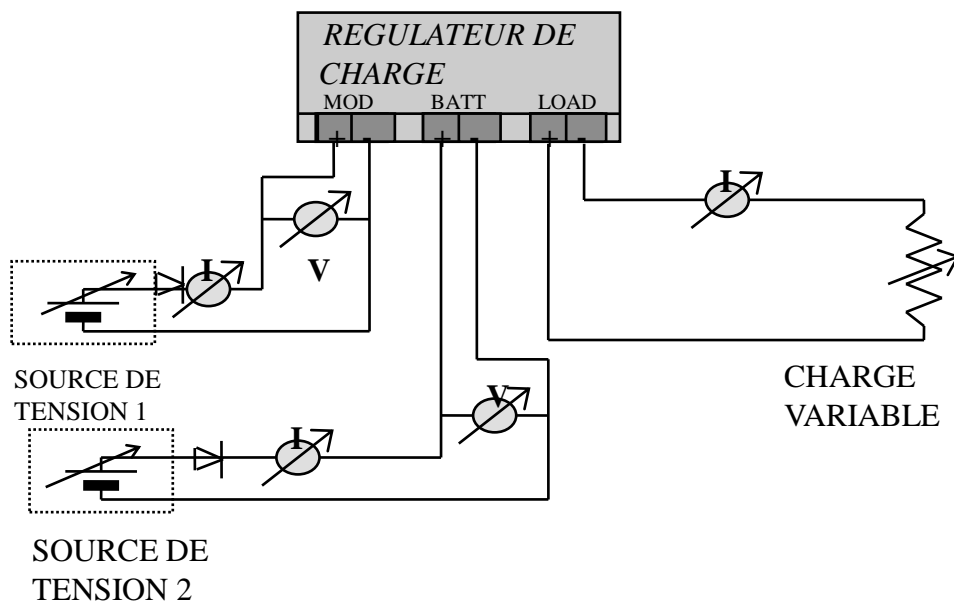 REGULATEUR DE
CHARGE
MOD BATT LOAD
+ - + - + -
I
V
I
SOURCE DE
TENSION 1
V
I
CHARGE
VARIABLE
SOURCE DE
TENSION 2